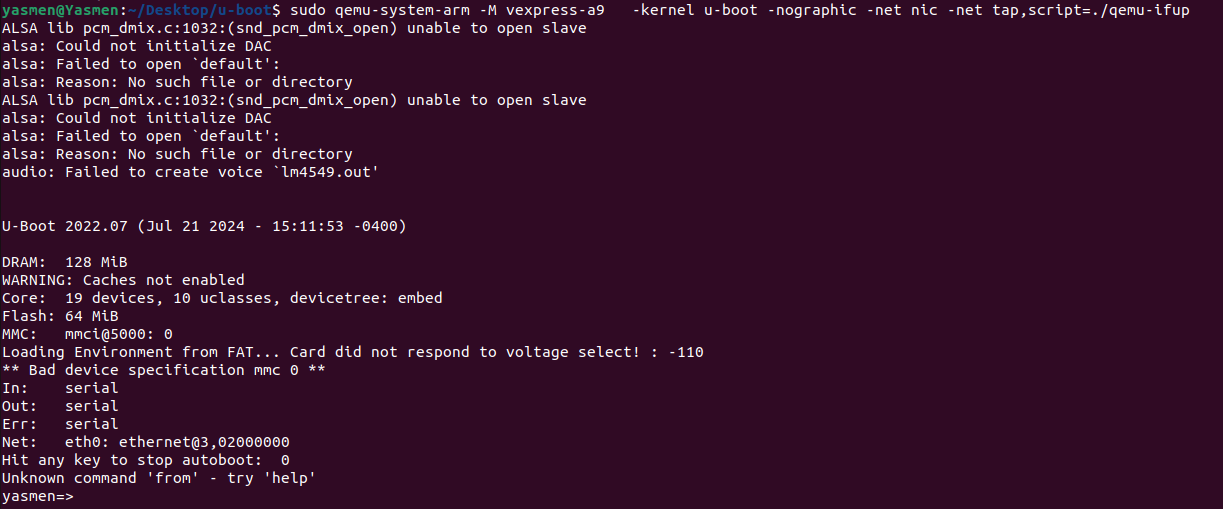 yasmen@Yasmen:~/Desktop/u-boot$ sudo qemu-system-arm -M vexpress-a9   -kernel u-boot -nographic -net nic -net tap,script=./qemu-ifup
ALSA lib pcm_dmix.c:1032:(snd_pcm_dmix_open) unable to open slave
alsa: Could not initialize DAC
alsa: Failed to open `default':
alsa: Reason: No such file or directory
ALSA lib pcm_dmix.c:1032:(snd_pcm_dmix_open) unable to open slave
alsa: Could not initialize DAC
alsa: Failed to open `default':
alsa: Reason: No such file or directory
audio: Failed to create voice `lm4549.out'
U-Boot 2022.07 (Jul 21 2024 - 15:11:53 -0400)
DRAM:  128 MiB
WARNING: Caches not enabled
Core:  19 devices, 10 uclasses, devicetree: embed
Flash: 64 MiB
MMC:   mmci@5000: 0
Loading Environment from FAT... Card did not respond to voltage select! : -110
** Bad device specification mmc 0 **
In:    serial
Out:   serial
Err:   serial
Net:   eth0: ethernet@3,02000000
Hit any key to stop autoboot:  0
Unknown command 'from' - try 'help'
yasmen=>